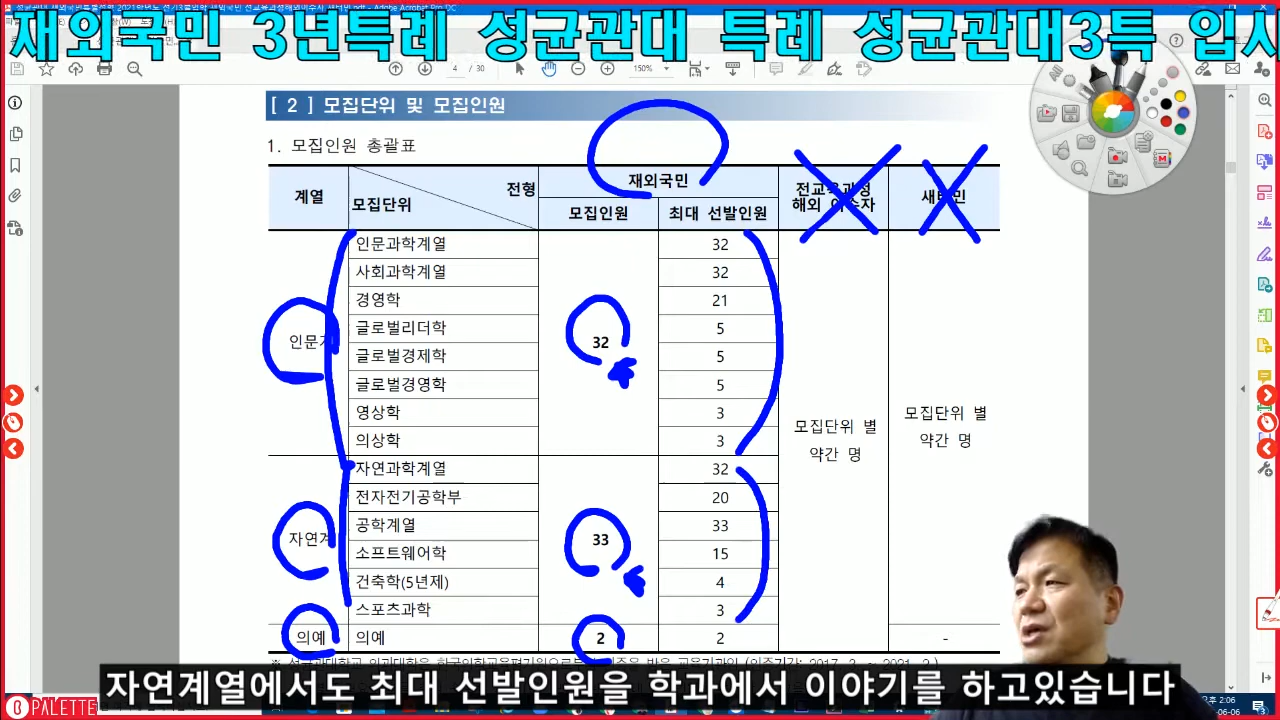 재외국민 3년특례 성균관대 특례 성균관대3특 입시
4 / 30
150%
[ 2 ] 모집단위 및 모집인원
1. 모집인원 총괄표
계열
전형
모집단위
재외국민
모집인원
최대 선발인원
전교육과정
해외 이수자
새터민
인문계
인문과학계열 32
사회과학계열 32
경영학 21
글로벌리더학 5
32
글로벌경제학 5
글로벌경영학 5
영상학 3
의상학 3
모집단위 별
약간 명
모집단위 별
약간 명
자연계
자연과학계열 32
전자전기공학부 20
공학계열 33
33
소프트웨어학 15
건축학(5년제) 4
스포츠과학 3
의예 의예 2 2 -
자연계열에서도 최대 선발인원을 학과에서 이야기를 하고있습니다
PALETTE
오후 2:06